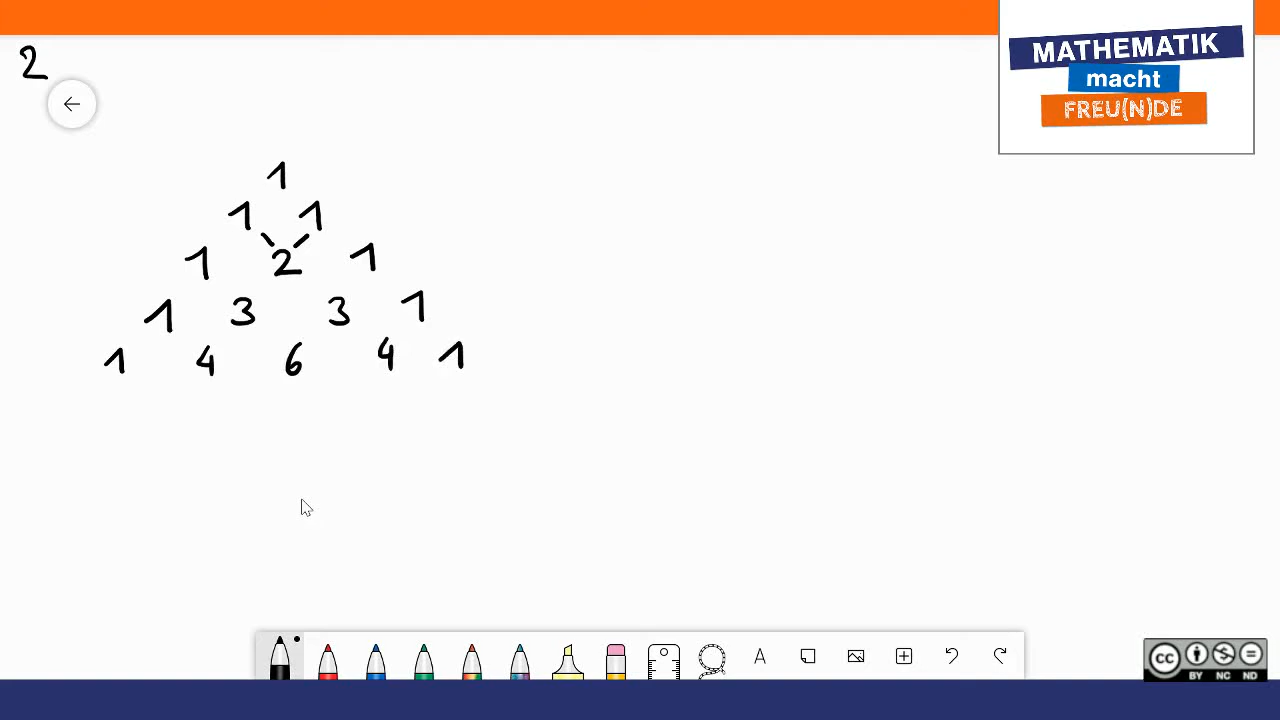 2
MATHEMATIK
macht
FREU(N)DE
1
1 1
1 2 1
1 3 3 1
1 4 6 4 1
A
cc
BY NC ND